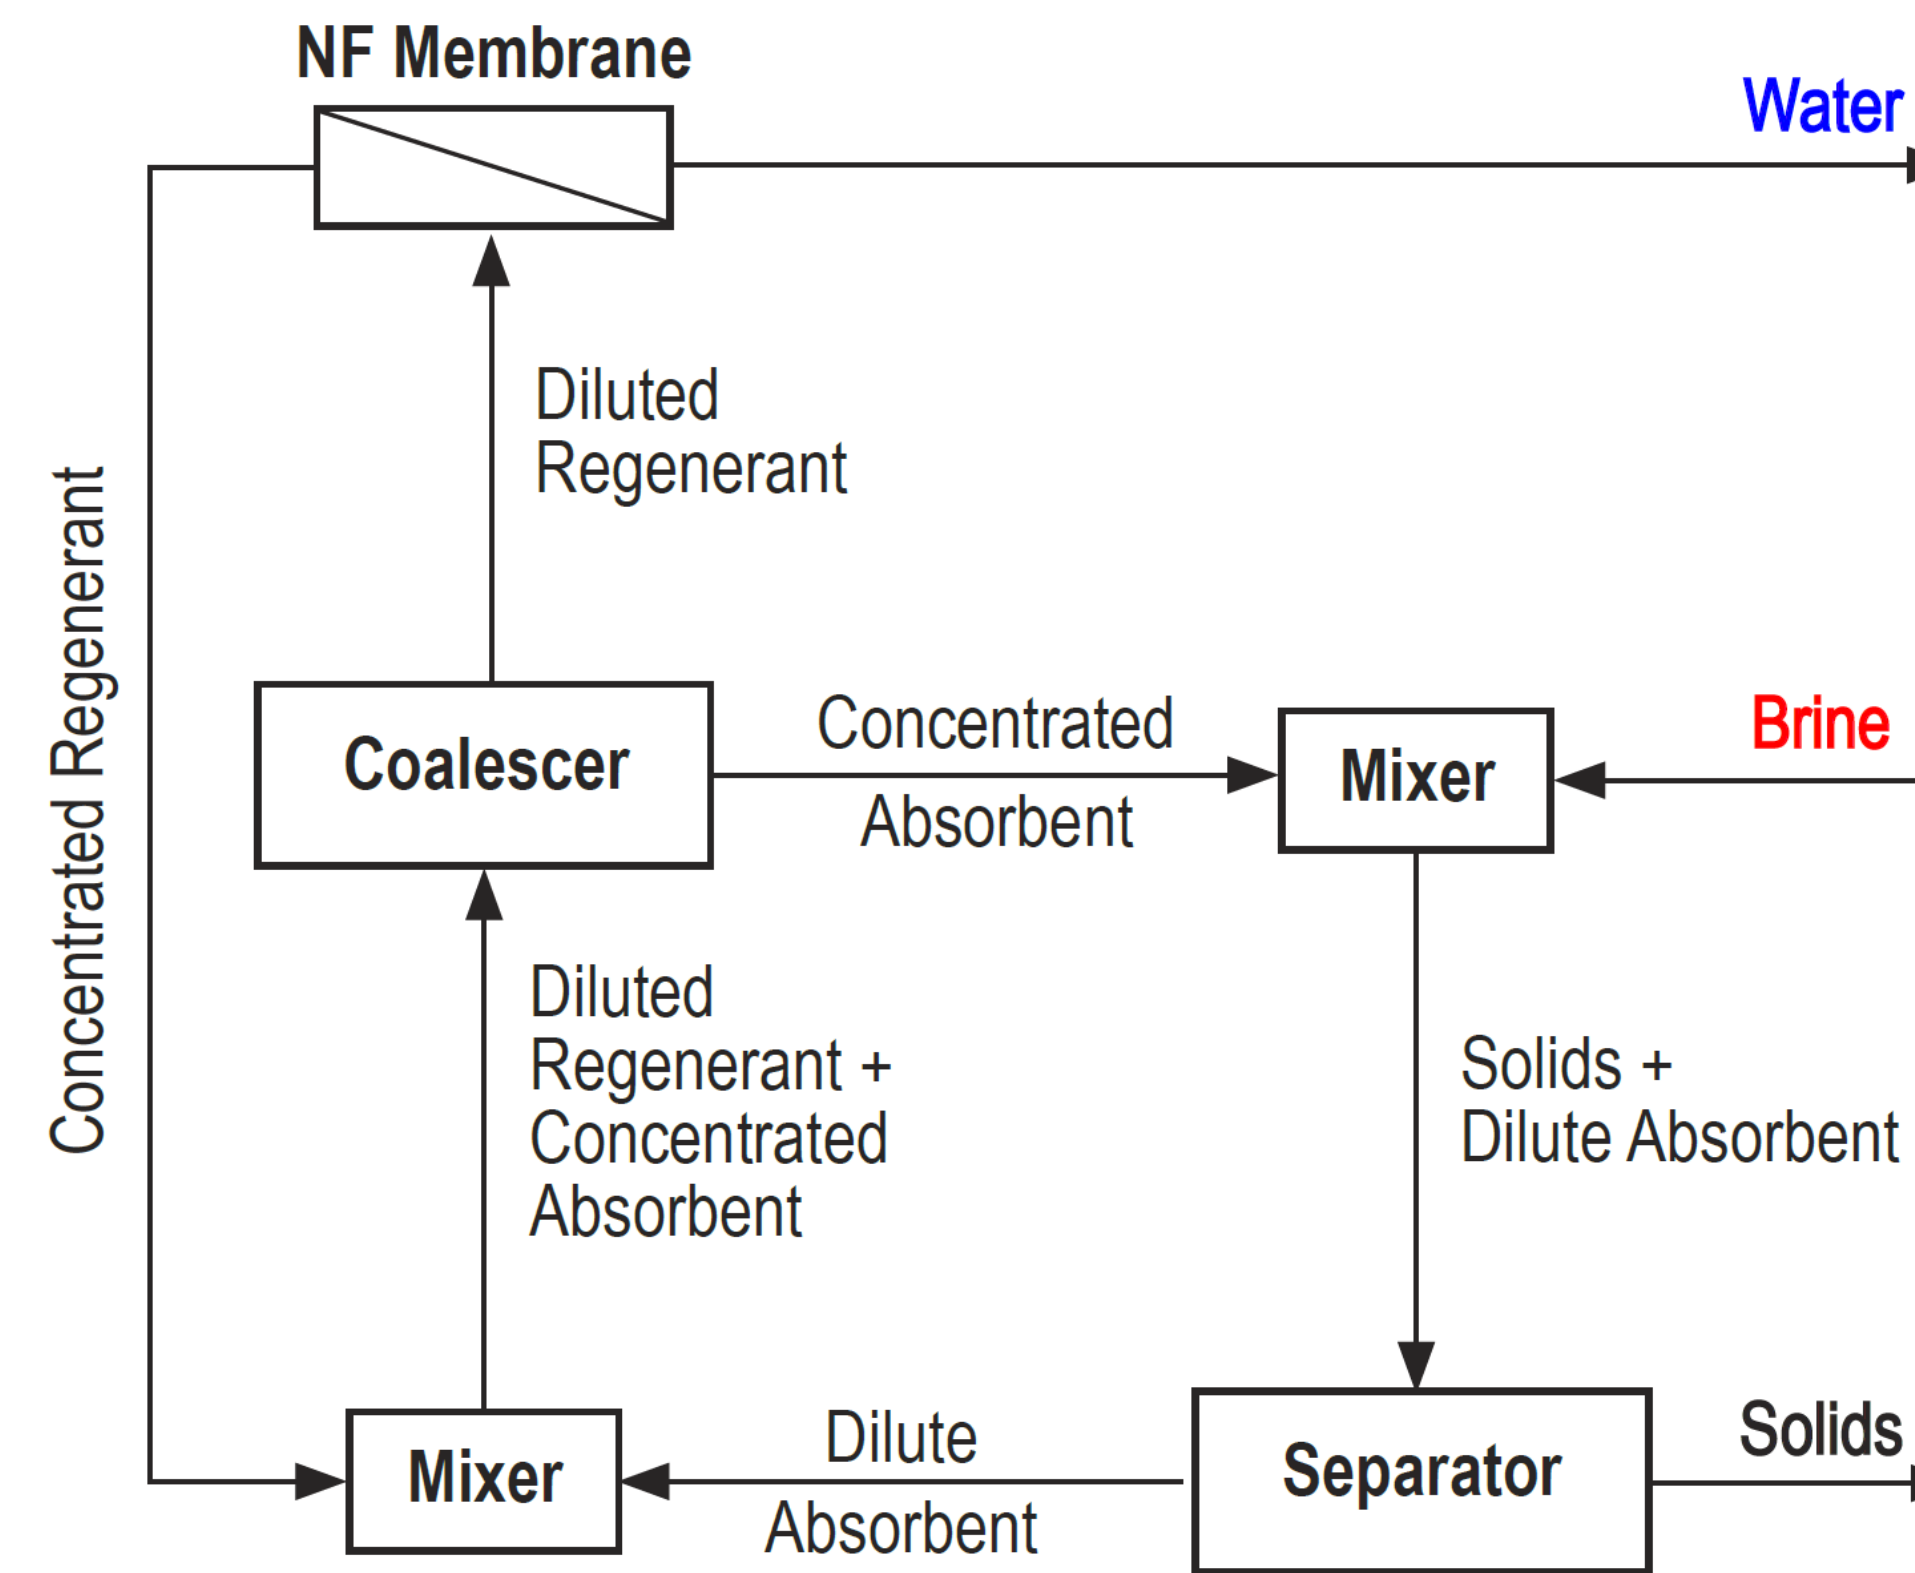 NF Membrane
Water
Diluted
Regenerant
Concentrated Regenerant
Coalescer
Concentrated
Absorbent
Mixer
Brine
Diluted
Regenerant +
Concentrated
Absorbent
Solids +
Dilute Absorbent
Mixer
Dilute
Absorbent
Separator
Solids